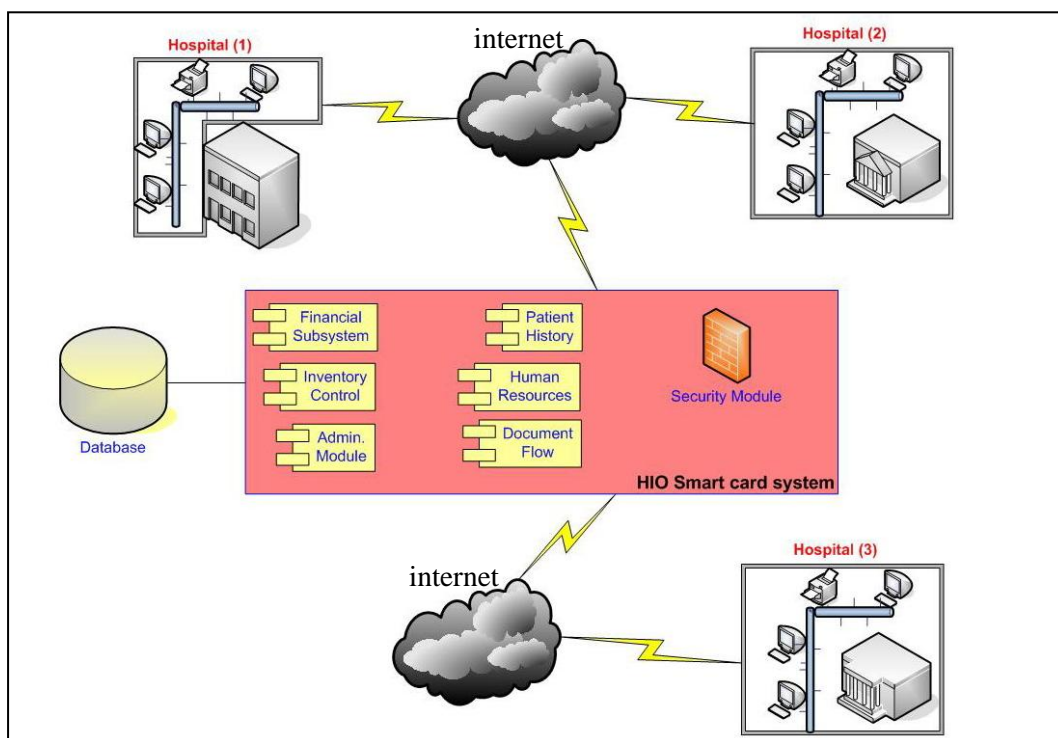 internet
Hospital (1)
Hospital (2)
Financial
Subsystem
Patient
History
Inventory
Control
Human
Resources
Security Module
Database
Admin.
Module
Document
Flow
HIO Smart card system
Hospital (3)
internet